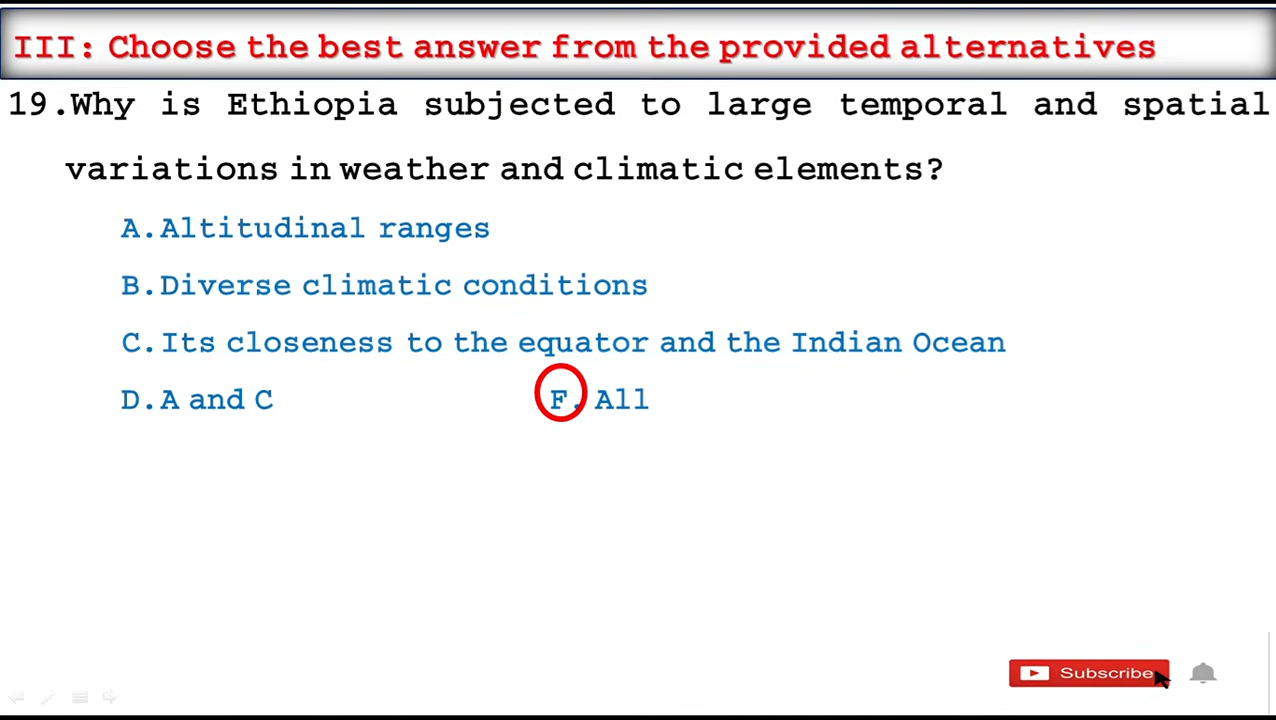 III: Choose the best answer from the provided alternatives
19.Why is Ethiopia subjected to large temporal and spatial
variations in weather and climatic elements?
A.Altitudinal ranges
B.Diverse climatic conditions
C.Its closeness to the equator and the Indian Ocean
D.A and C F. All
Subscribe